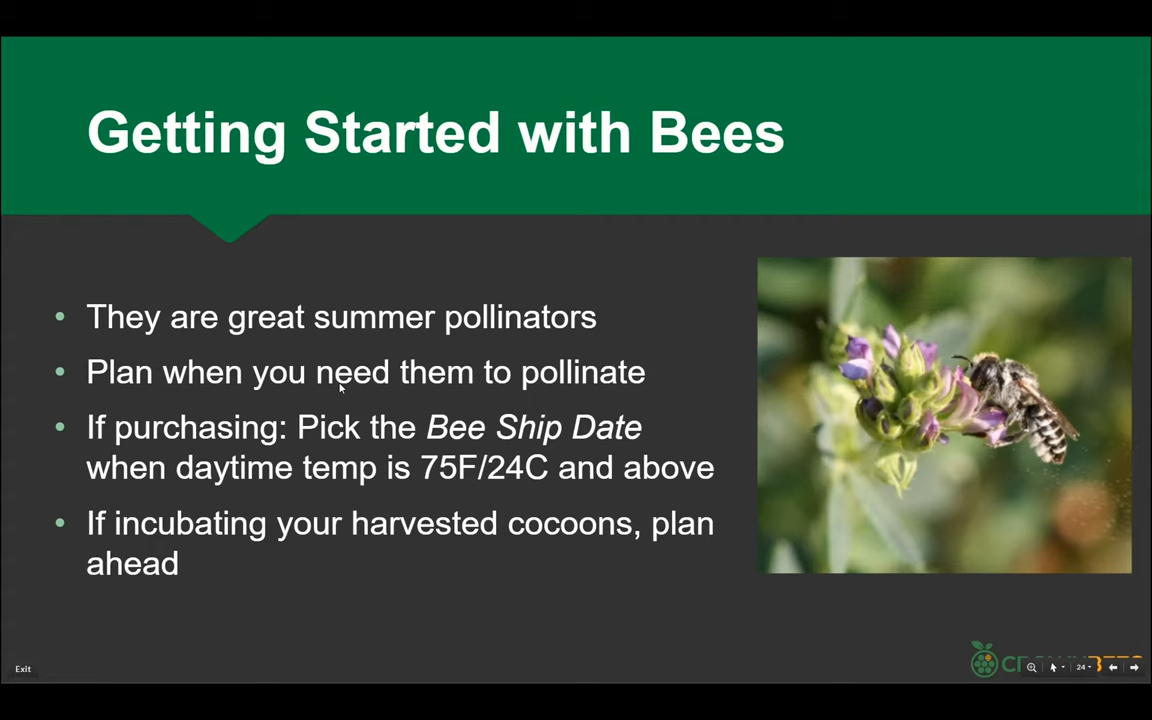 Getting Started with Bees
• They are great summer pollinators
• Plan when you need them to pollinate
• If purchasing: Pick the Bee Ship Date
when daytime temp is 75F/24C and above
• If incubating your harvested cocoons, plan
ahead
Exit
24